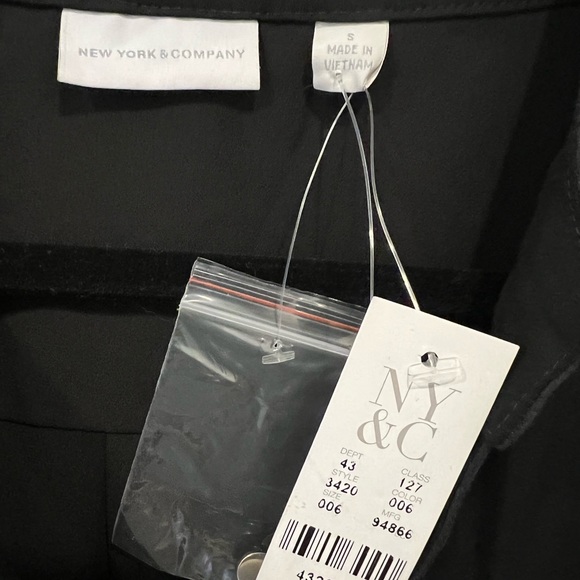 NEW YORK & COMPANY
S
MADE IN
VIETNAM
NY
&C
DEPT CLASS
43 127
STYLE COLOR
3420 006
SIZE MFG
006 94866